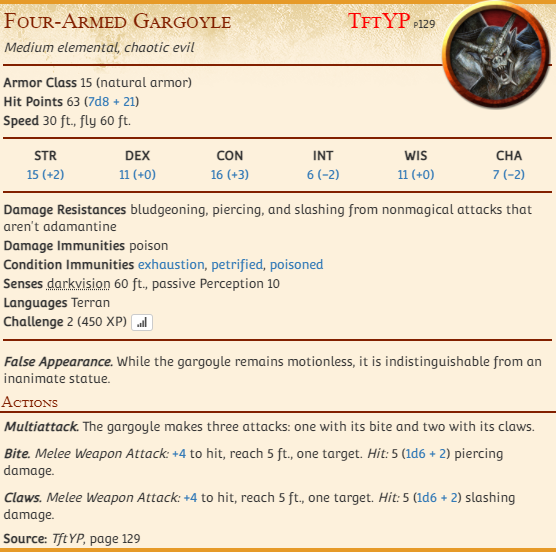 Four-Armed Gargoyle TftYP p129
Medium elemental, chaotic evil
Armor Class 15 (natural armor)
Hit Points 63 (7d8 + 21)
Speed 30 ft., fly 60 ft.
STR DEX CON INT WIS CHA
15 (+2) 11 (+0) 16 (+3) 6 (−2) 11 (+0) 7 (−2)
Damage Resistances bludgeoning, piercing, and slashing from nonmagical attacks that
aren't adamantine
Damage Immunities poison
Condition Immunities exhaustion, petrified, poisoned
Senses darkvision 60 ft., passive Perception 10
Languages Terran
Challenge 2 (450 XP)
False Appearance. While the gargoyle remains motionless, it is indistinguishable from an
inanimate statue.
Actions
Multiattack. The gargoyle makes three attacks: one with its bite and two with its claws.
Bite. Melee Weapon Attack: +4 to hit, reach 5 ft., one target. Hit: 5 (1d6 + 2) piercing
damage.
Claws. Melee Weapon Attack: +4 to hit, reach 5 ft., one target. Hit: 5 (1d6 + 2) slashing
damage.
Source: TftYP, page 129